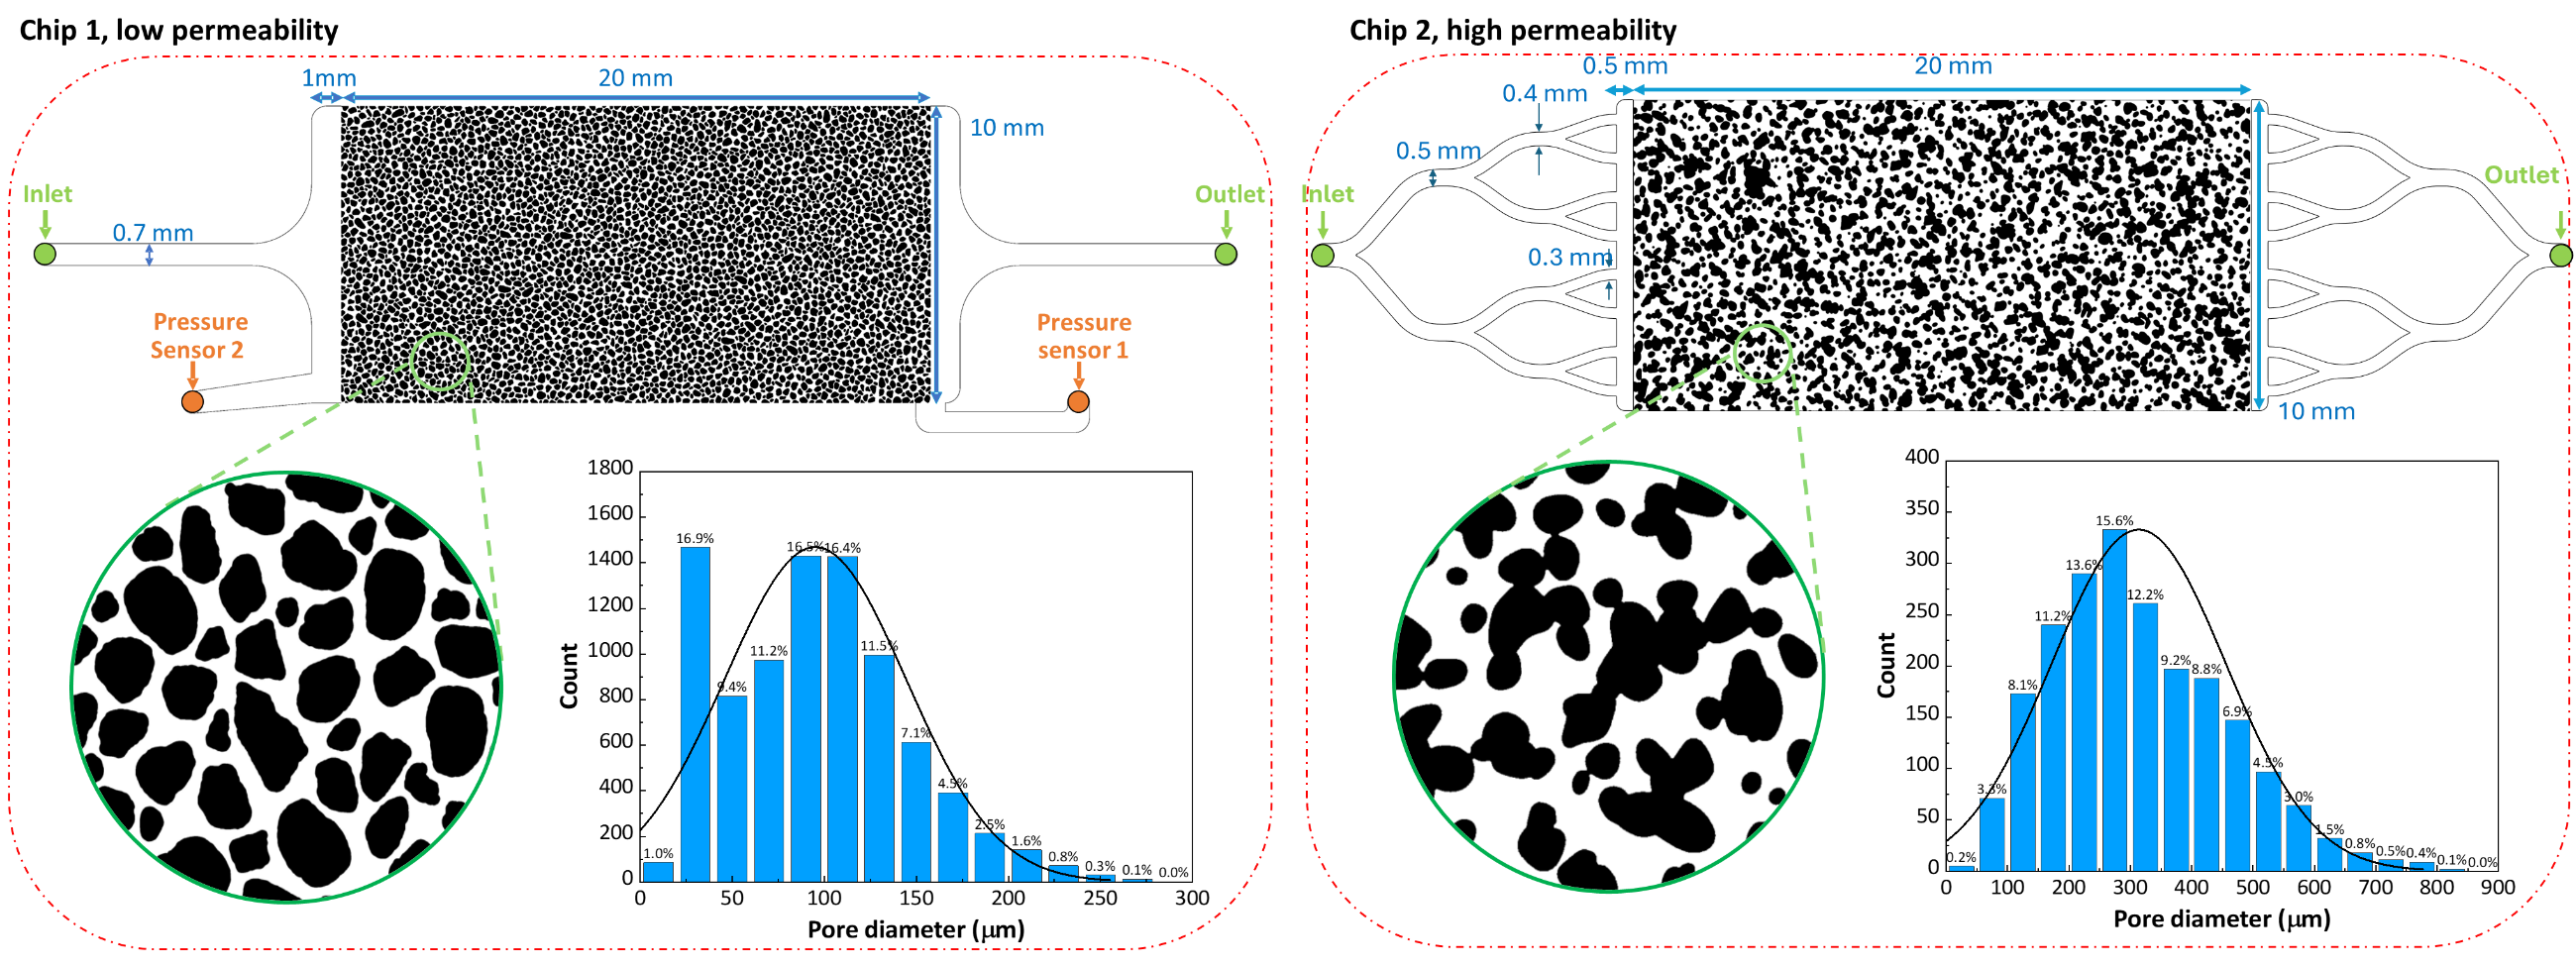 Chip 1, low permeability
1mm
20 mm
10 mm
Inlet
0.7 mm
Outlet
Pressure
Sensor 2
Pressure
sensor 1
1800
1600
1400
1200
1000
800
600
400
200
0
Count
1.0%
16.9%
9.4%
11.2%
16.5%
16.4%
11.5%
7.1%
4.5%
2.5%
1.6%
0.8%
0.3%
0.1%
0.0%
0
50
100
150
200
250
300
Pore diameter (μm)
Chip 2, high permeability
0.5 mm
20 mm
0.4 mm
0.5 mm
Inlet
0.3 mm
Outlet
10 mm
400
350
300
250
200
150
100
50
0
Count
0.2%
3.3%
8.1%
11.2%
13.6%
15.6%
12.2%
9.2%
8.8%
6.9%
4.5%
3.0%
1.5%
0.8%
0.5%
0.4%
0.1%
0.0%
0
100
200
300
400
500
600
700
800
900
Pore diameter (μm)